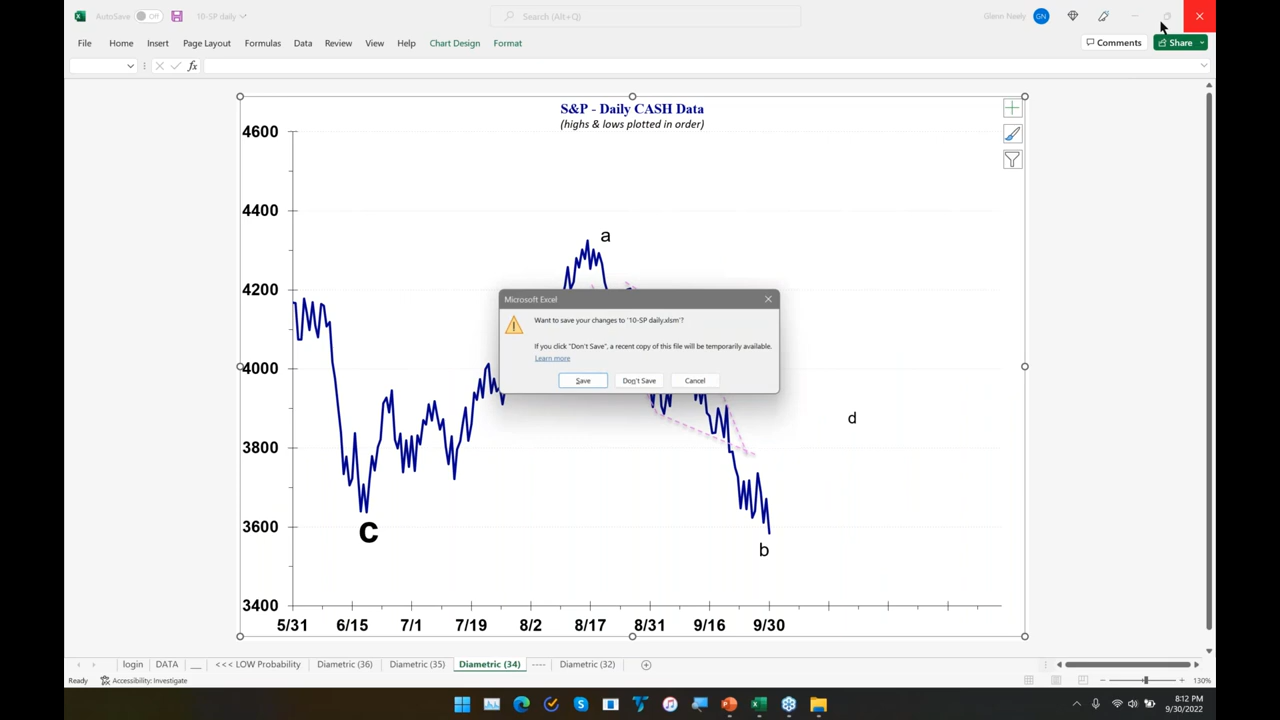 AutoSave Off 10-SP daily Search (Alt+Q) Glenn Neely GN
File Home Insert Page Layout Formulas Data Review View Help Chart Design Format Comments Share
fx
S&P - Daily CASH Data
(highs & lows plotted in order)
4600
4400
4200
4000
3800
3600
3400
a
C
b
d
Microsoft Excel
Want to save your changes to '10-SP daily.xlsm'?
If you click "Don't Save", a recent copy of this file will be temporarily available.
Learn more
Save Don't Save Cancel
5/31 6/15 7/1 7/19 8/2 8/17 8/31 9/16 9/30
login DATA __ <<< LOW Probability Diametric (36) Diametric (35) Diametric (34) ---- Diametric (32)
Ready Accessibility: Investigate 130%
8:12 PM
9/30/2022